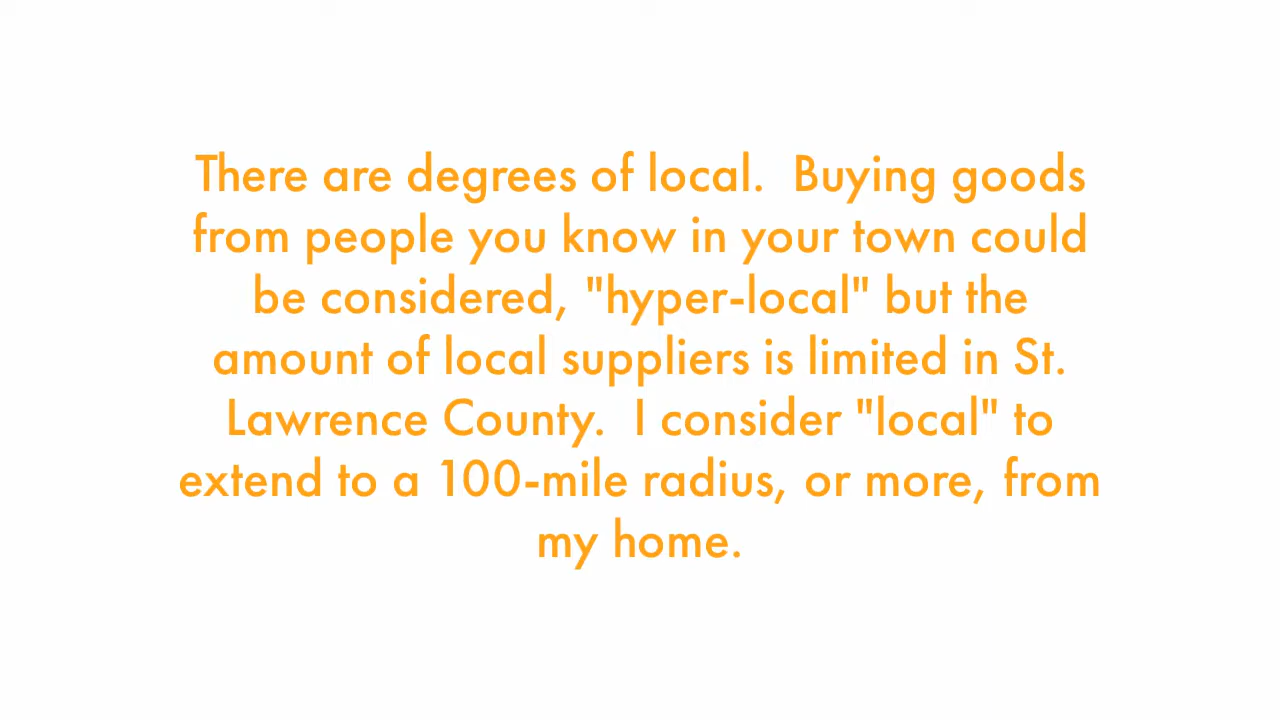 There are degrees of local.  Buying goods
from people you know in your town could
be considered, "hyper-local" but the
amount of local suppliers is limited in St.
Lawrence County.  I consider "local" to
extend to a 100-mile radius, or more, from
my home.